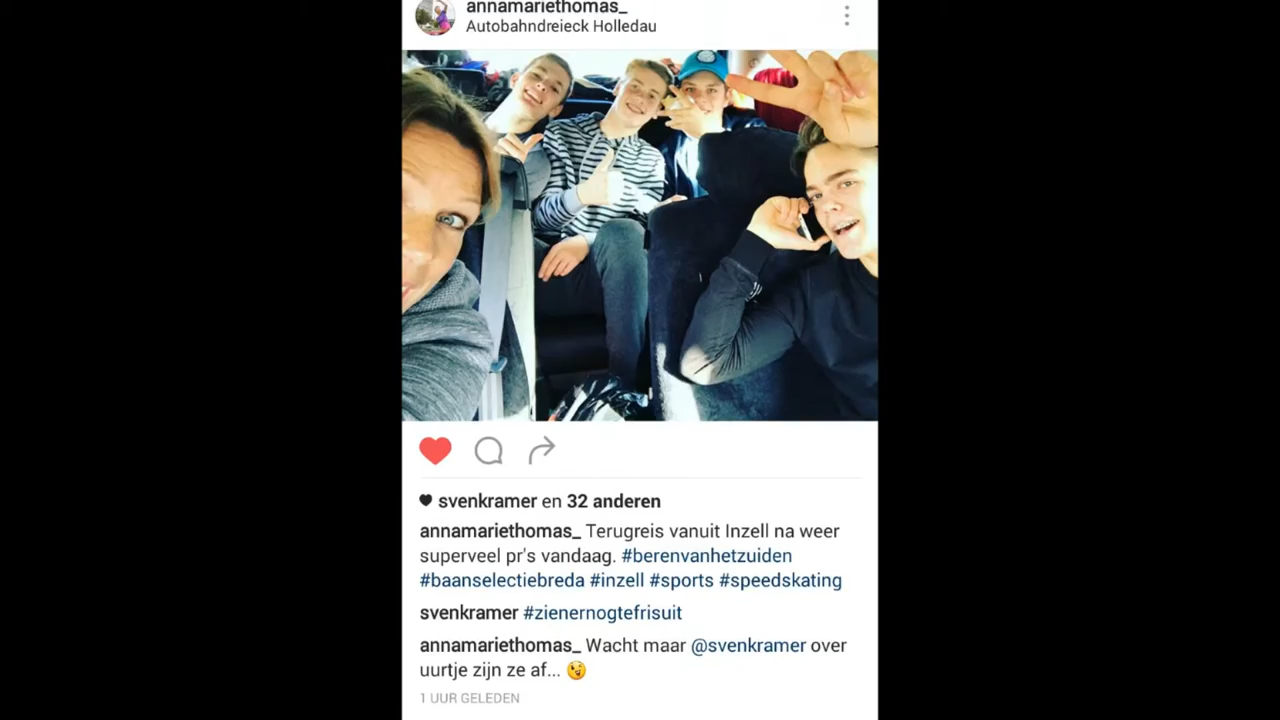 annamariethomas_
Autobahndreieck Holledau
svenkramer en 32 anderen
annamariethomas_ Terugreis vanuit Inzell na weer
superveel pr's vandaag. #berenvanhetzuiden
#baanselectiebreda #inzell #sports #speedskating
svenkramer #zienernogtefrisuit
annamariethomas_ Wacht maar @svenkramer over
uurtje zijn ze af... 😜
1 UUR GELEDEN